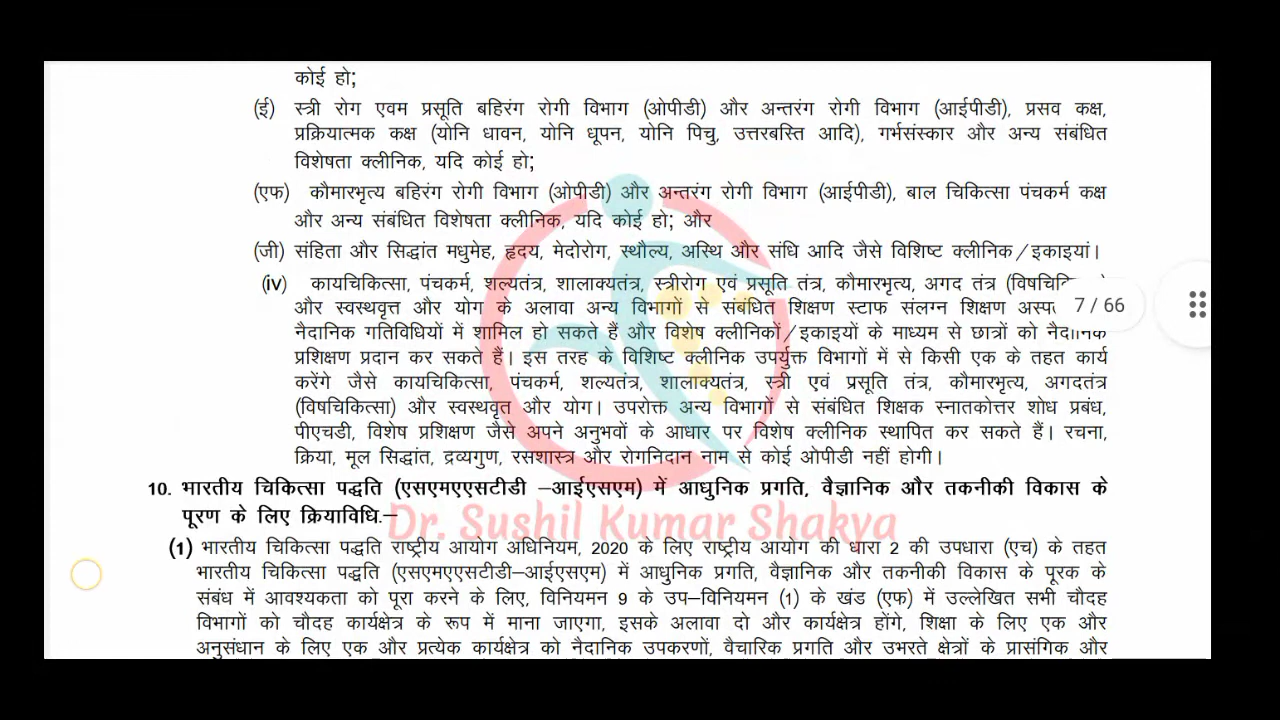 कोई हो;
(ई) स्त्री रोग एवम प्रसूति बहिरंग रोगी विभाग (ओपीडी) और अन्तरंग रोगी विभाग (आईपीडी), प्रसव कक्ष,
प्रक्रियात्मक कक्ष (योनि धावन, योनि धूपन, योनि पिचु, उत्तरबस्ति आदि), गर्भसंस्कार और अन्य संबंधित
विशेषता क्लीनिक, यदि कोई हो;
(एफ) कौमारभृत्य बहिरंग रोगी विभाग (ओपीडी) और अन्तरंग रोगी विभाग (आईपीडी), बाल चिकित्सा पंचकर्म कक्ष
और अन्य संबंधित विशेषता क्लीनिक, यदि कोई हो; और
(जी) संहिता और सिद्धांत मधुमेह, हृदय, मेदोरोग, स्थौल्य, अस्थि और संधि आदि जैसे विशिष्ट क्लीनिक/इकाइयां।
(iv) कायचिकित्सा, पंचकर्म, शल्यतंत्र, शालाक्यतंत्र, स्त्रीरोग एवं प्रसूति तंत्र, कौमारभृत्य, अगद तंत्र
और स्वस्थवृत्त और योग के अलावा अन्य विभागों से संबंधित शिक्षण स्टाफ संलग्न शिक्षण
7 / 66
नैदानिक गतिविधियों में शामिल हो सकते हैं और विशेष क्लीनिकों/इकाइयों के माध्यम से छात्रों को नैदानिक
प्रशिक्षण प्रदान कर सकते हैं। इस तरह के विशिष्ट क्लीनिक उपर्युक्त विभागों में से किसी एक के तहत कार्य
करेंगे जैसे कायचिकित्सा, पंचकर्म, शल्यतंत्र, शालाक्यतंत्र, स्त्री एवं प्रसूति तंत्र, कौमारभृत्य, अगदतंत्र
(विषचिकित्सा) और स्वस्थवृत और योग। उपरोक्त अन्य विभागों से संबंधित शिक्षक स्नातकोत्तर शोध प्रबंध,
पीएचडी, विशेष प्रशिक्षण जैसे अपने अनुभवों के आधार पर विशेष क्लीनिक स्थापित कर सकते हैं। रचना,
क्रिया, मूल सिद्धांत, द्रव्यगुण, रसशास्त्र और रोगनिदान नाम से कोई ओपीडी नहीं होगी।
10. भारतीय चिकित्सा पद्धति (एसएमएएसटीडी –आईएसएम) में आधुनिक प्रगति, वैज्ञानिक और तकनीकी विकास के
पूरण के लिए क्रियाविधि.–
Dr. Sushil Kumar Shakya
(1) भारतीय चिकित्सा पद्धति राष्ट्रीय आयोग अधिनियम, 2020 के लिए राष्ट्रीय आयोग की धारा 2 की उपधारा (एच) के तहत
भारतीय चिकित्सा पद्धति (एसएमएएसटीडी–आईएसएम) में आधुनिक प्रगति, वैज्ञानिक और तकनीकी विकास के पूरक के
संबंध में आवश्यकता को पूरा करने के लिए, विनियमन 9 के उप–विनियमन (1) के खंड (एफ) में उल्लेखित सभी चौदह
विभागों को चौदह कार्यक्षेत्र के रूप में माना जाएगा, इसके अलावा दो और कार्यक्षेत्र होंगे, शिक्षा के लिए एक और
अनुसंधान के लिए एक और प्रत्येक कार्यक्षेत्र को नैदानिक उपकरणों, वैचारिक प्रगति और उभरते क्षेत्रों के प्रासंगिक और